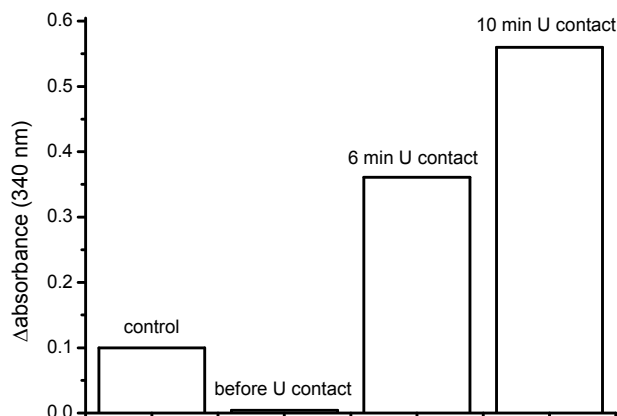 10 min U contact
0.6
0.5
6 min U contact
0.4
0.3
0.2
control
0.1
before U contact
0.0
Δabsorbance (340 nm)